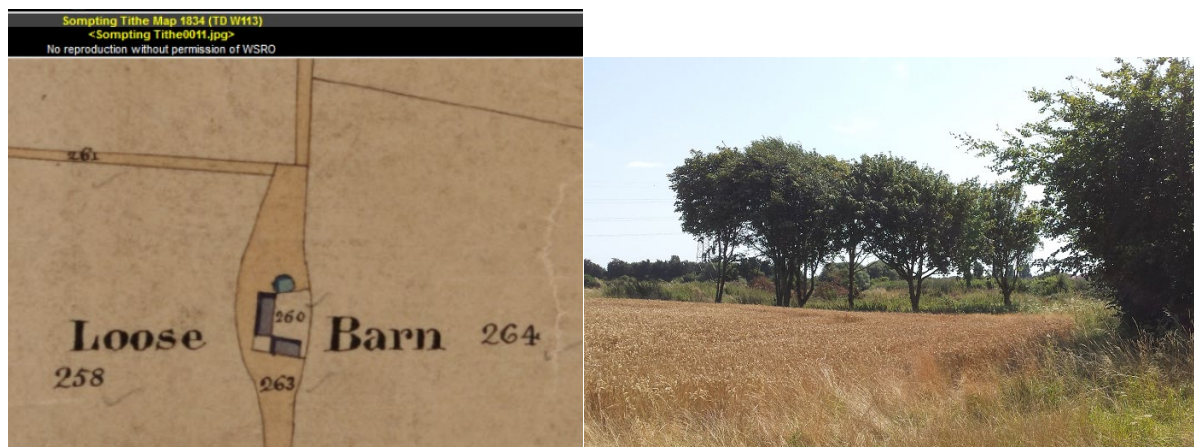 Sompting Tithe Map 1834 (TD W113)
<Sompting Tithe0011.jpg>
No reproduction without permission of WSRO
261
260
Loose Barn 264
258
263